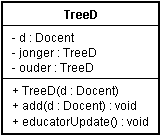 TreeD
- d : Docent
- jonger : TreeD
- ouder : TreeD
+ TreeD(d : Docent)
+ add(d : Docent) : void
+ educatorUpdate() : void